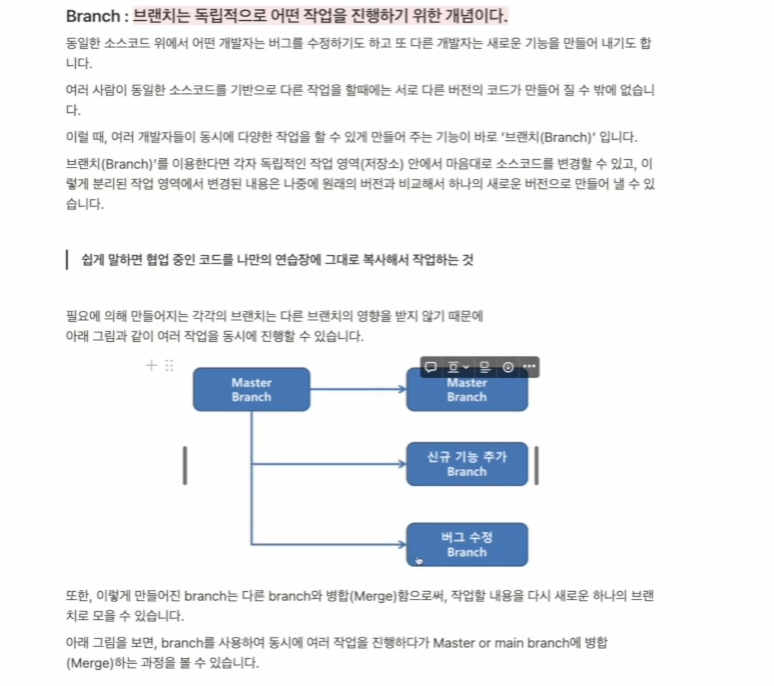 Branch : 브랜치는 독립적으로 어떤 작업을 진행하기 위한 개념이다.
동일한 소스코드 위에서 어떤 개발자는 버그를 수정하기도 하고 또 다른 개발자는 새로운 기능을 만들어 내기도 합
니다.
여러 사람이 동일한 소스코드를 기반으로 다른 작업을 할때에는 서로 다른 버전의 코드가 만들어 질 수 밖에 없습니
다.
이럴 때, 여러 개발자들이 동시에 다양한 작업을 할 수 있게 만들어 주는 기능이 바로 ‘브랜치(Branch)’ 입니다.
브랜치(Branch)’를 이용한다면 각자 독립적인 작업 영역(저장소) 안에서 마음대로 소스코드를 변경할 수 있고, 이
렇게 분리된 작업 영역에서 변경된 내용은 나중에 원래의 버전과 비교해서 하나의 새로운 버전으로 만들어 낼 수 있
습니다.
쉽게 말하면 협업 중인 코드를 나만의 연습장에 그대로 복사해서 작업하는 것
필요에 의해 만들어지는 각각의 브랜치는 다른 브랜치의 영향을 받지 않기 때문에
아래 그림과 같이 여러 작업을 동시에 진행할 수 있습니다.
Master
Branch
Master
Branch
신규 기능 추가
Branch
버그 수정
Branch
또한, 이렇게 만들어진 branch는 다른 branch와 병합(Merge)함으로써, 작업할 내용을 다시 새로운 하나의 브랜
치로 모을 수 있습니다.
아래 그림을 보면, branch를 사용하여 동시에 여러 작업을 진행하다가 Master or main branch에 병합
(Merge)하는 과정을 볼 수 있습니다.